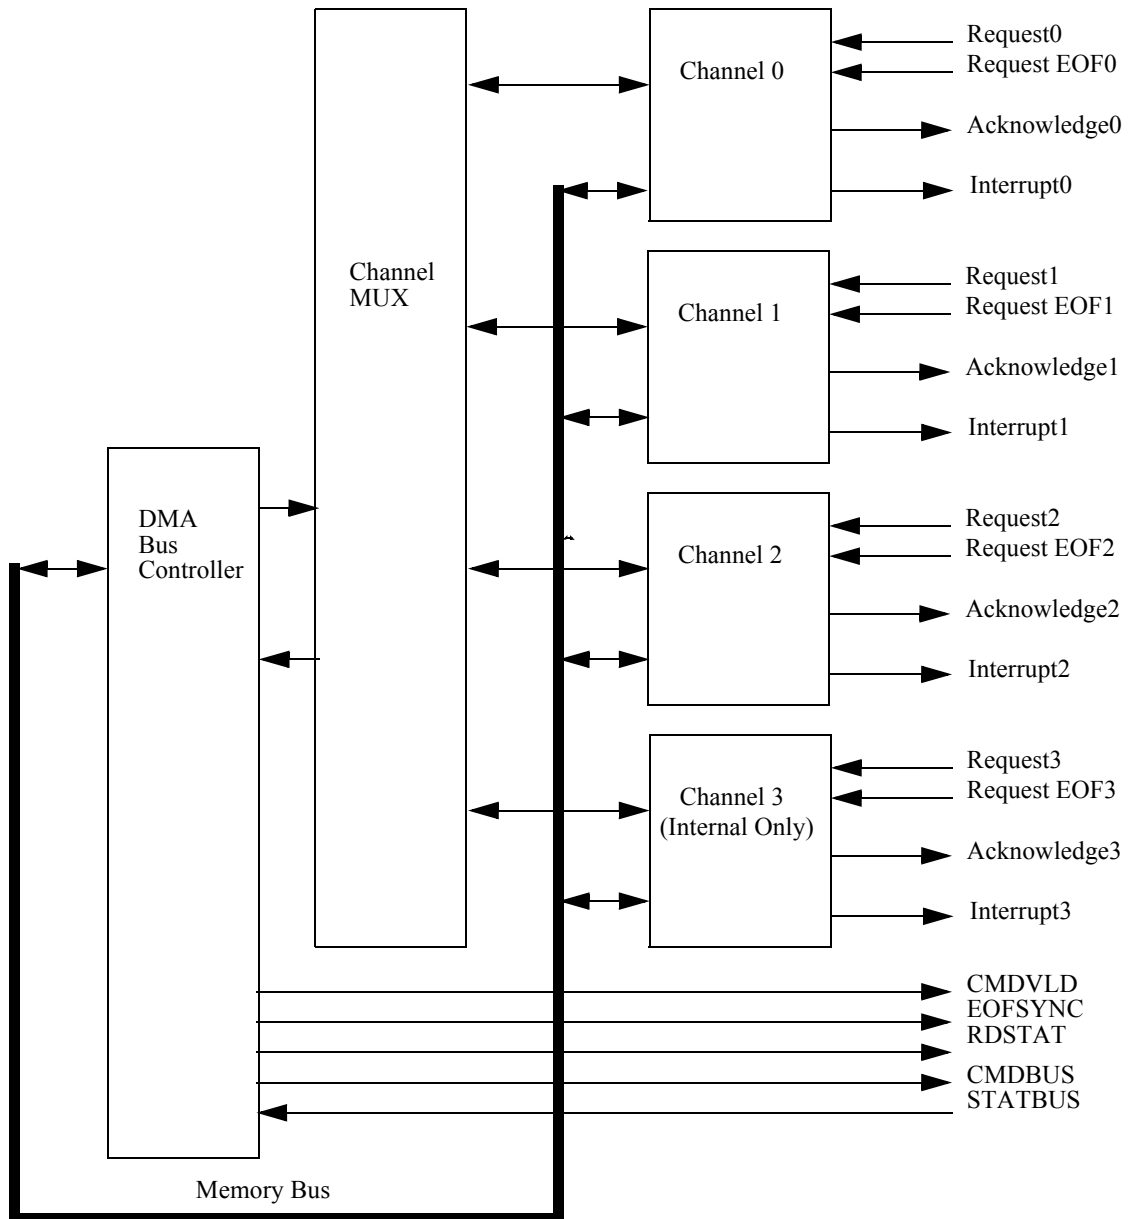 Channel 0
Request0
Request EOF0
Acknowledge0
Interrupt0
Channel
MUX
Channel 1
Request1
Request EOF1
Acknowledge1
Interrupt1
DMA
Bus
Controller
Channel 2
Request2
Request EOF2
Acknowledge2
Interrupt2
Channel 3
(Internal Only)
Request3
Request EOF3
Acknowledge3
Interrupt3
CMDVLD
EOFSYNC
RDSTAT
CMDBUS
STATBUS
Memory Bus